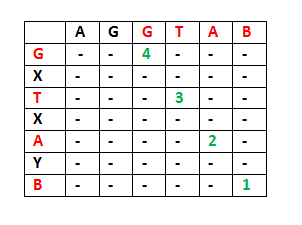 A G G T A B
G - - 4 - - -
X - - - - - -
T - - - 3 - -
X - - - - - -
A - - - - 2 -
Y - - - - - -
B - - - - - 1